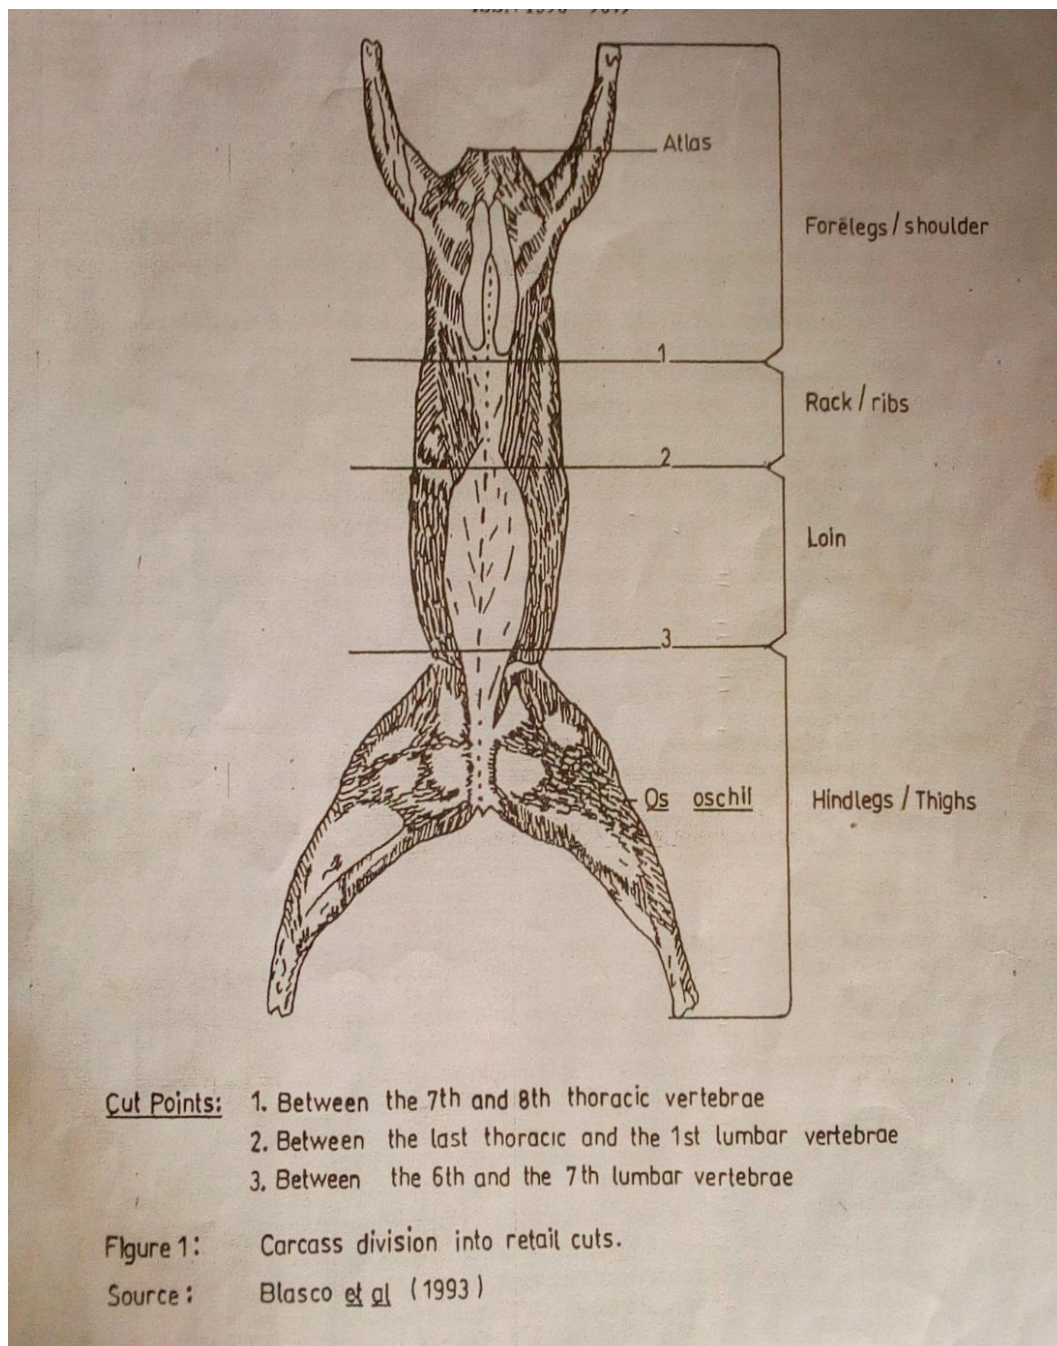 Atlas
Forelegs/shoulder
1
Rack/ribs
2
Loin
3
Os oschii
Hindlegs/Thighs
Cut Points: 1. Between the 7th and 8th thoracic vertebrae
2. Between the last thoracic and the 1st lumbar vertebrae
3. Between the 6th and the 7th lumbar vertebrae
Figure 1: Carcass division into retail cuts.
Source: Blasco et al (1993)